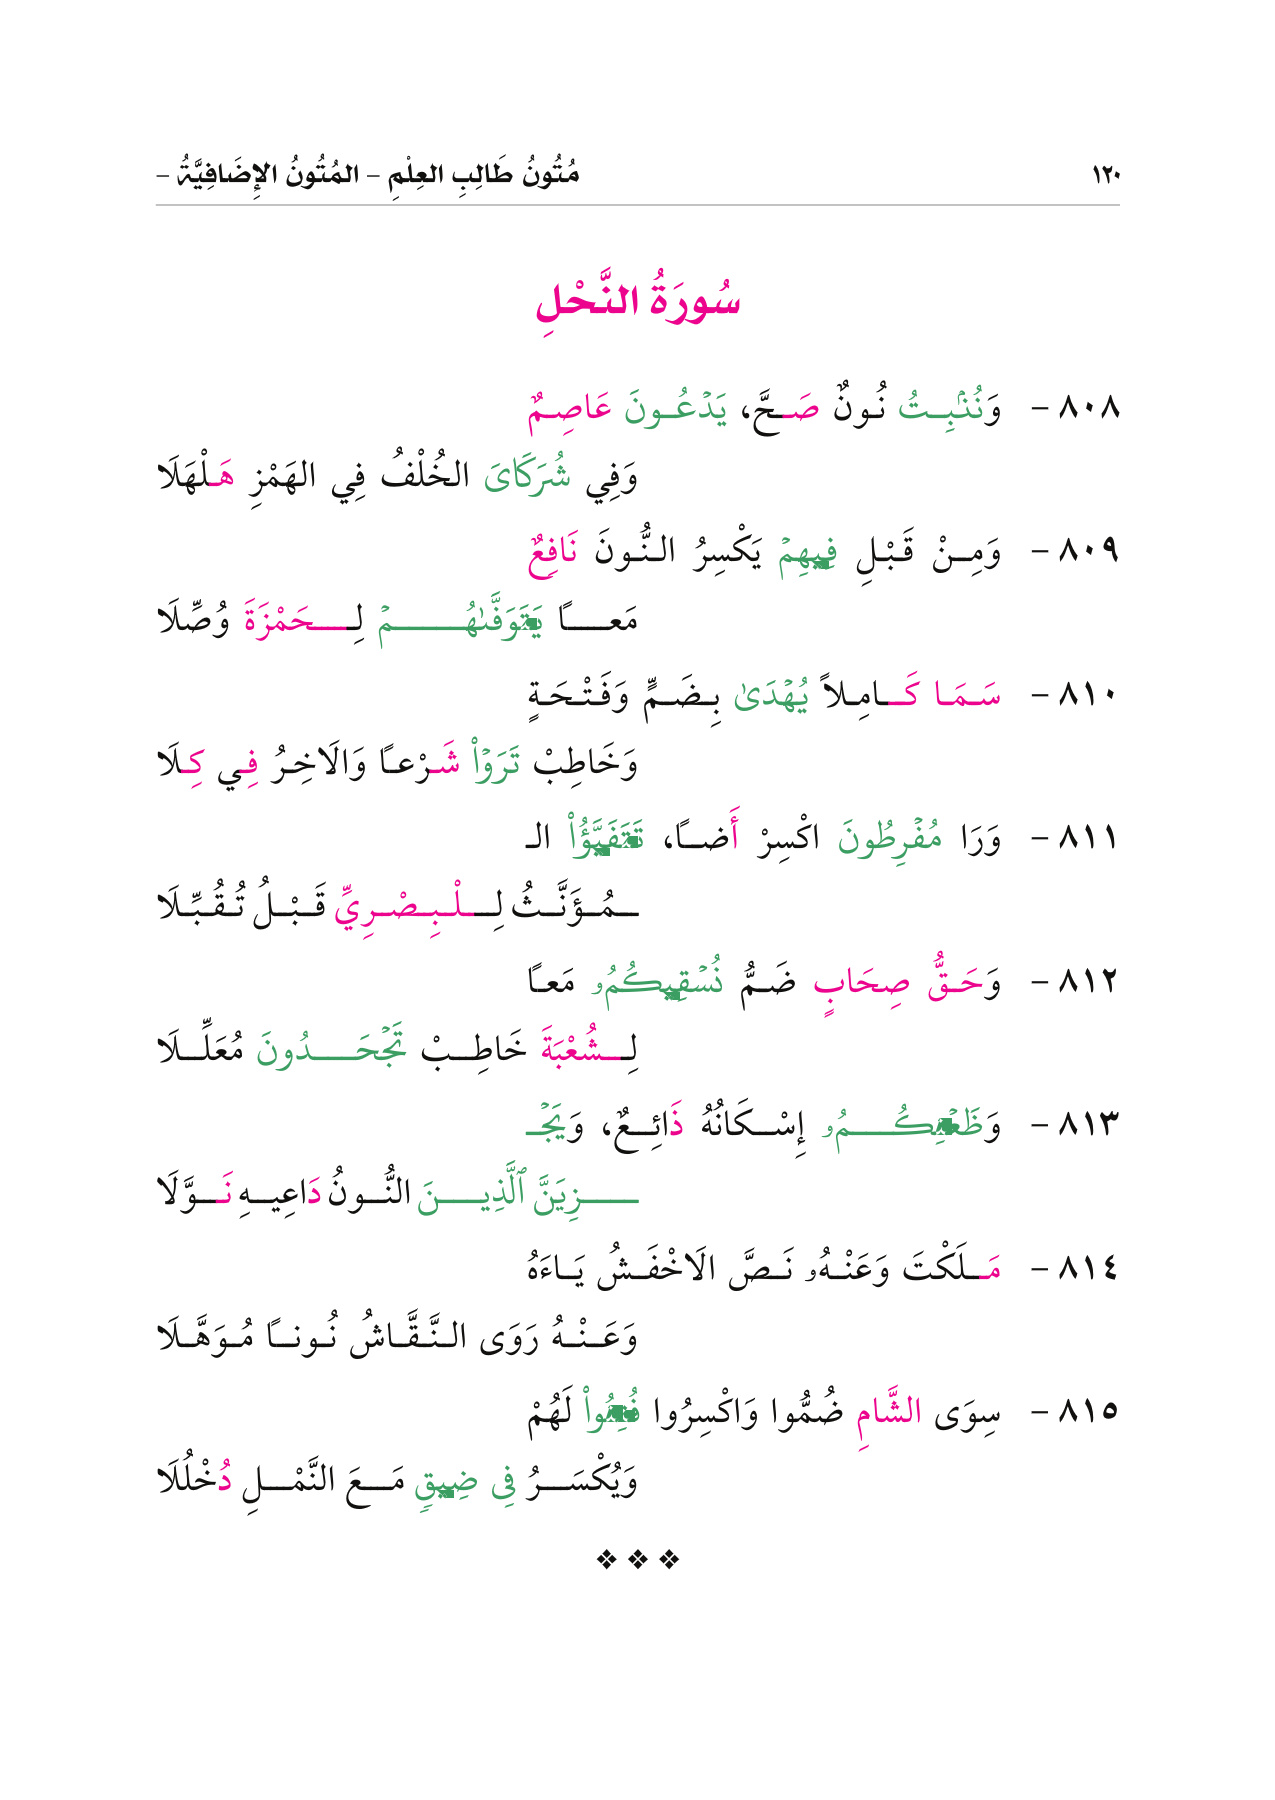 ١٢٠ مُتُونُ طَالِبِ العِلْمِ – المُتُونُ الإِضَافِيَّةُ –
سُورَةُ النَّحْلِ
٨٠٨ – وَنُنۢبِتُ نُونٌ صَحَّ، يَدۡعُونَ عَاصِمٌ
وَفِي شُرَكَايَ الخُلْفُ فِي الهَمْزِ هَلْهَلَا
٨٠٩ – وَمِنْ قَبْلِ فِيهِمۡ يَكْسِرُ النُّونَ نَافِعٌ
مَعًا يَتَوَفَّىٰهُمۡ لِحَمْزَةَ وُصِّلَا
٨١٠ – سَمَا كَامِلاً يُهۡدَىٰ بِضَمٍّ وَفَتْحَةٍ
وَخَاطِبْ تَرَوۡاْ شَرْعًا وَالَاخِرُ فِي كِلَا
٨١١ – وَرَا مُفۡرِطُونَ اكْسِرْ أَضًا، تَتَفَيَّؤُاْ الـ
ـمُؤَنَّثُ لِلْبِصْرِيِّ قَبْلُ تُقُبِّلَا
٨١٢ – وَحَقُّ صِحَابٍ ضَمُّ نُسۡقِيكُمُۥ مَعًا
لِشُعْبَةَ خَاطِبْ تَجۡحَدُونَ مُعَلِّلَا
٨١٣ – وَظَعۡنِكُمُۥ إِسْكَانُهُ ذَائِعٌ، وَيَجۡـ
ـزِيَنَّ ٱلَّذِينَ النُّونُ دَاعِيهِ نَوَّلَا
٨١٤ – مَلَكْتَ وَعَنْهُۥ نَصَّ الَاخْفَشُ يَاءَهُ
وَعَنْهُ رَوَى النَّقَّاشُ نُونًا مُوَهَّلَا
٨١٥ – سِوَى الشَّامِ ضُمُّوا وَاكْسِرُوا فُتِنُواْ لَهُمْ
وَيُكْسَرُ فِي ضِيقٖ مَعَ النَّمْلِ دُخْلُلَا